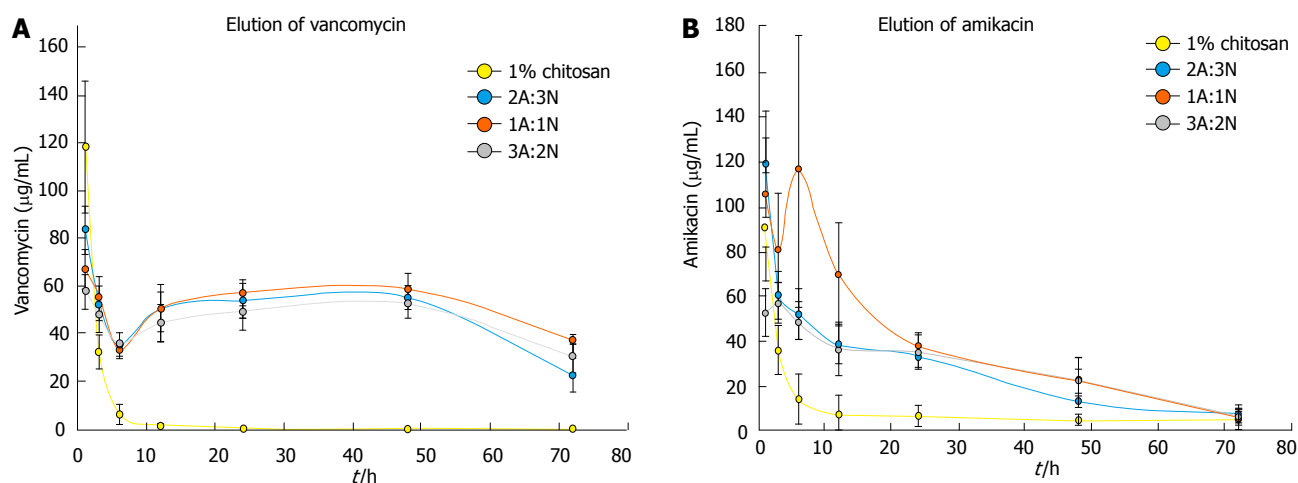 A
Elution of vancomycin
Vancomycin (µg/mL)
160
140
120
100
80
60
40
20
0
0 10 20 30 40 50 60 70 80
t/h
1% chitosan
2A:3N
1A:1N
3A:2N
B
Elution of amikacin
Amikacin (µg/mL)
180
160
140
120
100
80
60
40
20
0
0 10 20 30 40 50 60 70 80
t/h
1% chitosan
2A:3N
1A:1N
3A:2N